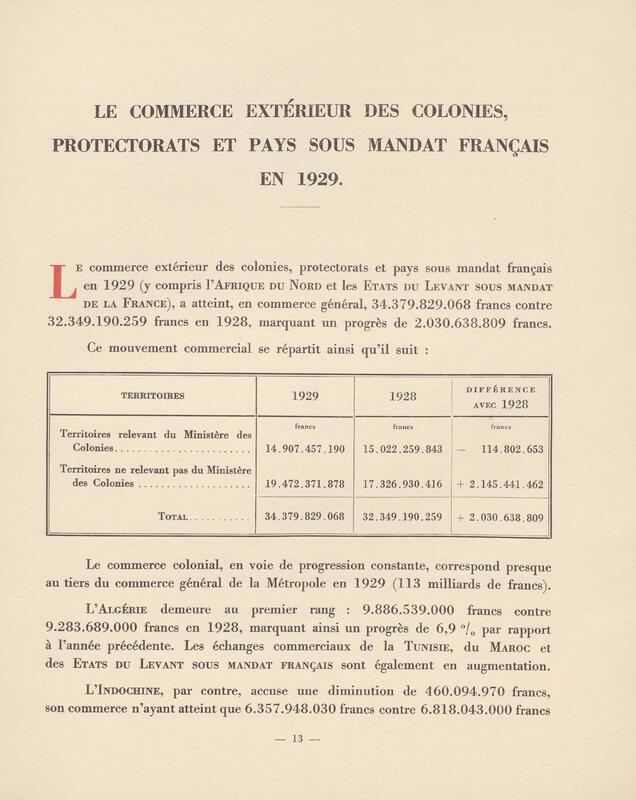 LE COMMERCE EXTÉRIEUR DES COLONIES,
PROTECTORATS ET PAYS SOUS MANDAT FRANÇAIS
EN 1929.
LE commerce extérieur des colonies, protectorats et pays sous mandat français
en 1929 (y compris l'AFRIQUE DU NORD et les ETATS DU LEVANT SOUS MANDAT
DE LA FRANCE), a atteint, en commerce général, 34.379.829.068 francs contre
32.349.190.259 francs en 1928, marquant un progrès de 2.030.638.809 francs.
Ce mouvement commercial se répartit ainsi qu'il suit :
TERRITOIRES 1929 1928 DIFFÉRENCE
AVEC 1928
francs francs francs
Territoires relevant du Ministère des
Colonies....................... 14.907.457.190 15.022.259.843 — 114.802.653
Territoires ne relevant pas du Ministère
des Colonies ................... 19.472.371.878 17.326.930.416 + 2.145.441.462
TOTAL........... 34.379.829.068 32.349.190.259 + 2.030.638.809
Le commerce colonial, en voie de progression constante, correspond presque
au tiers du commerce général de la Métropole en 1929 (113 milliards de francs).
L'ALGÉRIE demeure au premier rang : 9.886.539.000 francs contre
9.283.689.000 francs en 1928, marquant ainsi un progrès de 6,9 % par rapport
à l'année précédente. Les échanges commerciaux de la TUNISIE, du MAROC et
des ETATS DU LEVANT SOUS MANDAT FRANÇAIS sont également en augmentation.
L'INDOCHINE, par contre, accuse une diminution de 460.094.970 francs,
son commerce n'ayant atteint que 6.357.948.030 francs contre 6.818.043.000 francs
— 13 —